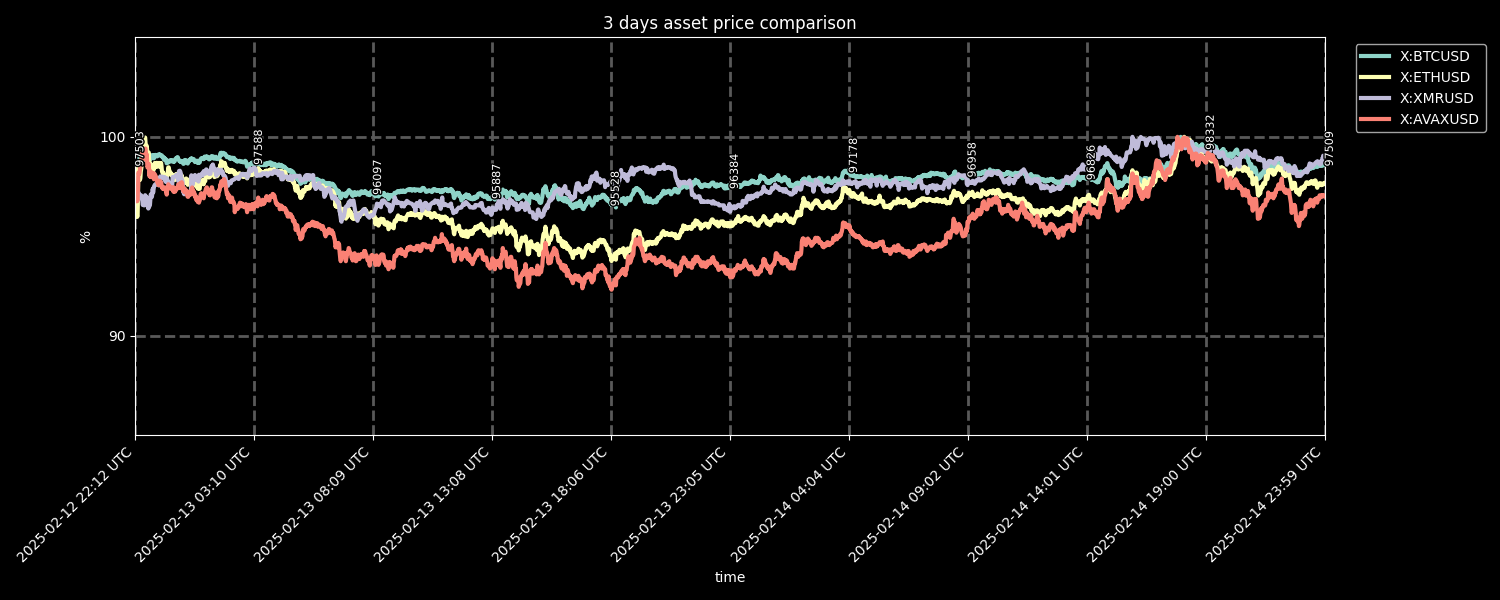 3 days asset price comparison
X:BTCUSD
X:ETHUSD
X:XMRUSD
X:AVAXUSD
100
90
%
97503
97588
96097
95887
95528
96384
97178
96958
96826
98332
97509
2025-02-12 22:12 UTC
2025-02-13 03:10 UTC
2025-02-13 08:09 UTC
2025-02-13 13:08 UTC
2025-02-13 18:06 UTC
2025-02-13 23:05 UTC
2025-02-14 04:04 UTC
2025-02-14 09:02 UTC
2025-02-14 14:01 UTC
2025-02-14 19:00 UTC
2025-02-14 23:59 UTC
time